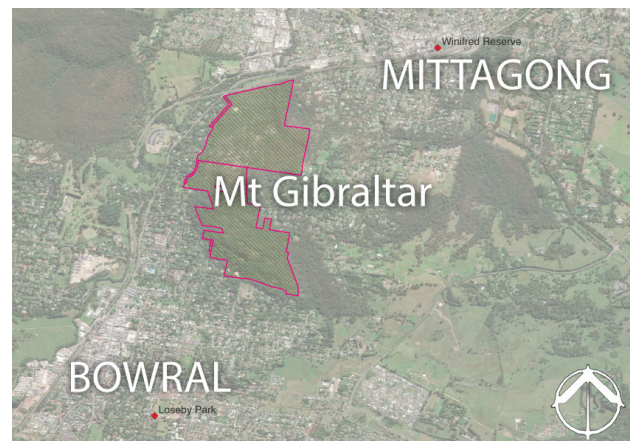 Winifred Reserve
MITTAGONG
Mt Gibraltar
BOWRAL
Loseby Park